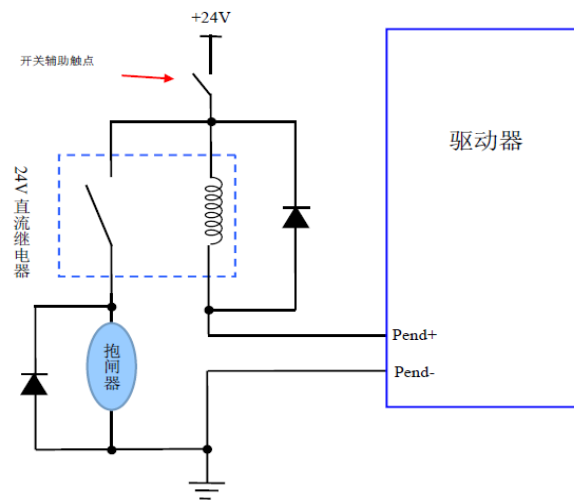 +24V
开关辅助触点
驱动器
24V 直流继电器
Pend+
抱闸器
Pend-